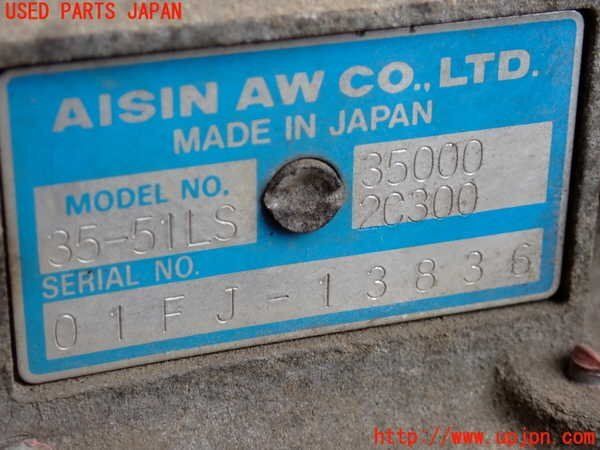 USED PARTS JAPAN
AISIN AW CO., LTD.
MADE IN JAPAN
MODEL NO.
35-51LS
35000
2C300
SERIAL NO.
01FJ-13836
http://www.upjon.com/